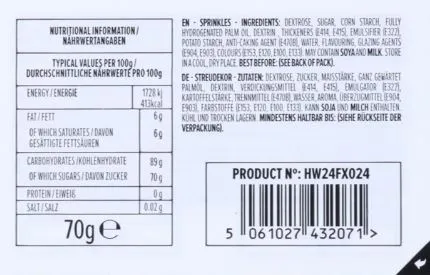 NUTRITIONAL INFORMATION /
NÄHRWERTANGABEN
TYPICAL VALUES PER 100g /
DURCHSCHNITTLICHE NÄHRWERTE PRO 100g
ENERGY / ENERGIE 1728 kj
413kcal
FAT / FETT 6 g
OF WHICH SATURATES / DAVON 6 g
GESÄTTIGTE FETTSÄUREN
CARBOHYDRATES / KOHLENHYDRATE 89 g
OF WHICH SUGARS / DAVON ZUCKER 70 g
PROTEIN / EIWEIß 0 g
SALT / SALZ 0.02 g
70g ℮
EN - SPRINKLES - INGREDIENTS: DEXTROSE, SUGAR, CORN STARCH, FULLY
HYDROGENATED PALM OIL, DEXTRIN, THICKENERS (E414, E415), EMULSIFIER (E322),
POTATO STARCH, ANTI-CAKING AGENT (E470B), WATER, FLAVOURING, GLAZING AGENTS
(E904, E903), COLOURS (E153, E120, E100, E133). MAY CONTAIN SOYA AND MILK. STORE
IN A COOL, DRY PLACE. BEST BEFORE: (SEE BACK OF PACK).
DE - STREUDEKOR - ZUTATEN: DEXTROSE, ZUCKER, MAISSTÄRKE, GANZ GEHÄRTET
PALMÖL, DEXTRIN, VERDICKUNGSMITTEL (E414, E415), EMULGATOR (E322),
KARTOFFELSTÄRKE, TRENNMITTEL (E470B), WASSER, AROMA, ÜBERZUGMITTEL (E904,
E903), FARBSTOFFE (E153, E120, E100, E133). KANN SOJA UND MILCH ENTHALTEN.
KÜHL UND TROCKEN LAGERN. MINDESTENS HALTBAR BIS: (SIEHE RÜCKSEITE DER
VERPACKUNG).
PRODUCT Nº: HW24FX024
5 061027 432071 >